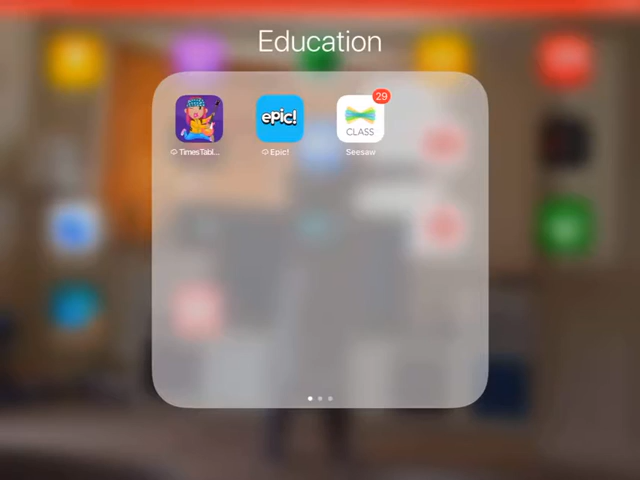 Education
29
epic!
CLASS
TimesTabl...
Epic!
Seesaw